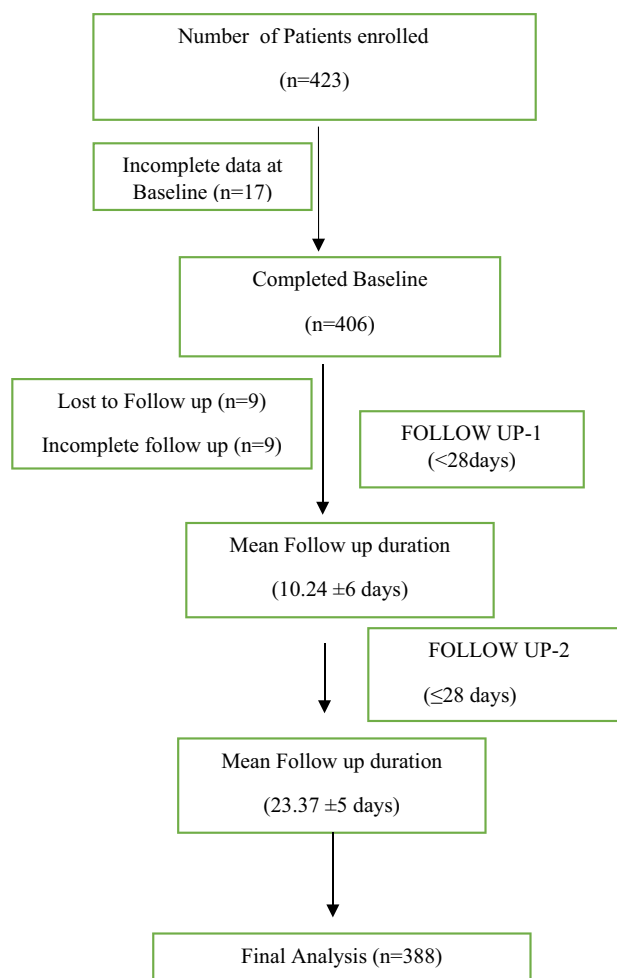 Number of Patients enrolled
(n=423)
Incomplete data at
Baseline (n=17)
Completed Baseline
(n=406)
Lost to Follow up (n=9)
Incomplete follow up (n=9)
FOLLOW UP-1
(<28days)
Mean Follow up duration
(10.24 ±6 days)
FOLLOW UP-2
(≤28 days)
Mean Follow up duration
(23.37 ±5 days)
Final Analysis (n=388)